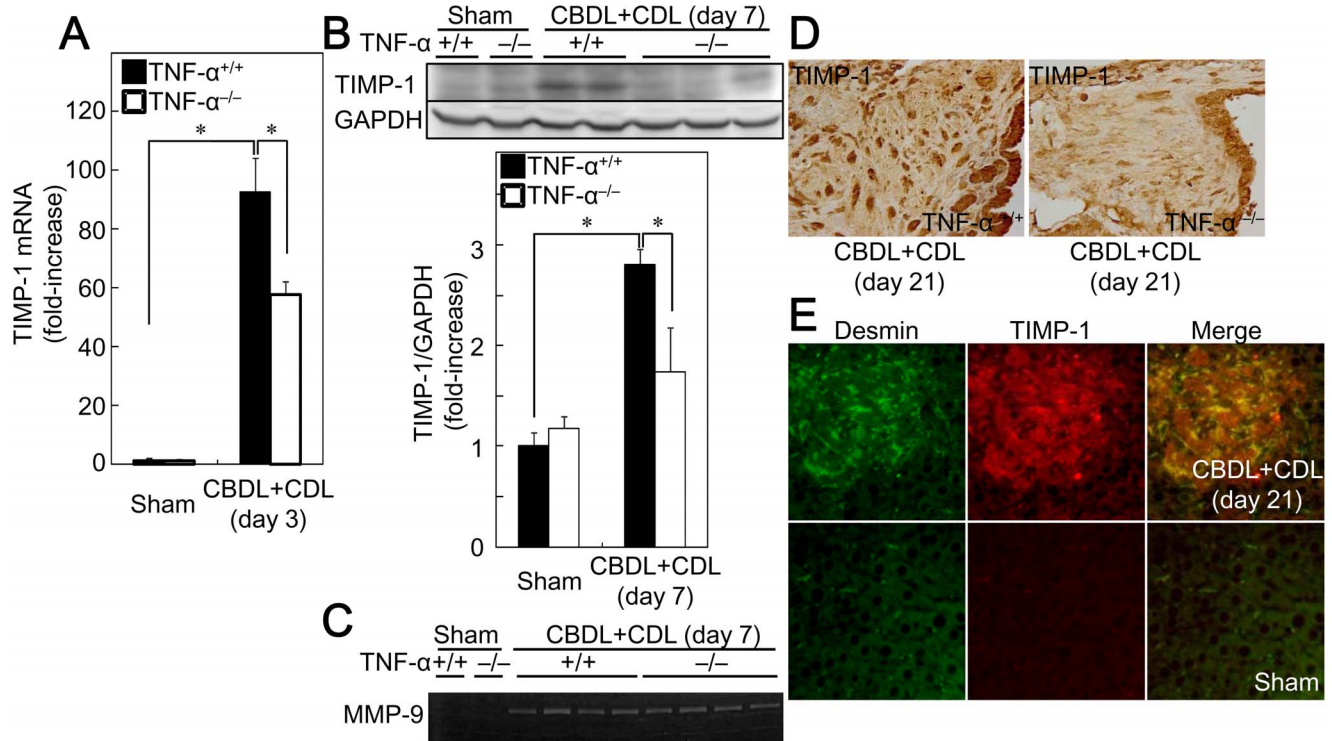 A
TNF-α+/+
TNF-α–/–
TIMP-1 mRNA
(fold-increase)
120
100
80
60
40
20
0
*
*
Sham
CBDL+CDL
(day 3)
B
Sham
CBDL+CDL (day 7)
TNF-α
+/+
–/–
+/+
–/–
TIMP-1
GAPDH
TNF-α+/+
TNF-α–/–
TIMP-1/GAPDH
(fold-increase)
3
2
1
0
*
*
Sham
CBDL+CDL
(day 7)
C
Sham
CBDL+CDL (day 7)
TNF-α
+/+
–/–
+/+
–/–
MMP-9
D
TIMP-1
TNF-α+/+
CBDL+CDL
(day 21)
TIMP-1
TNF-α–/–
CBDL+CDL
(day 21)
E
Desmin
TIMP-1
Merge
CBDL+CDL
(day 21)
Sham